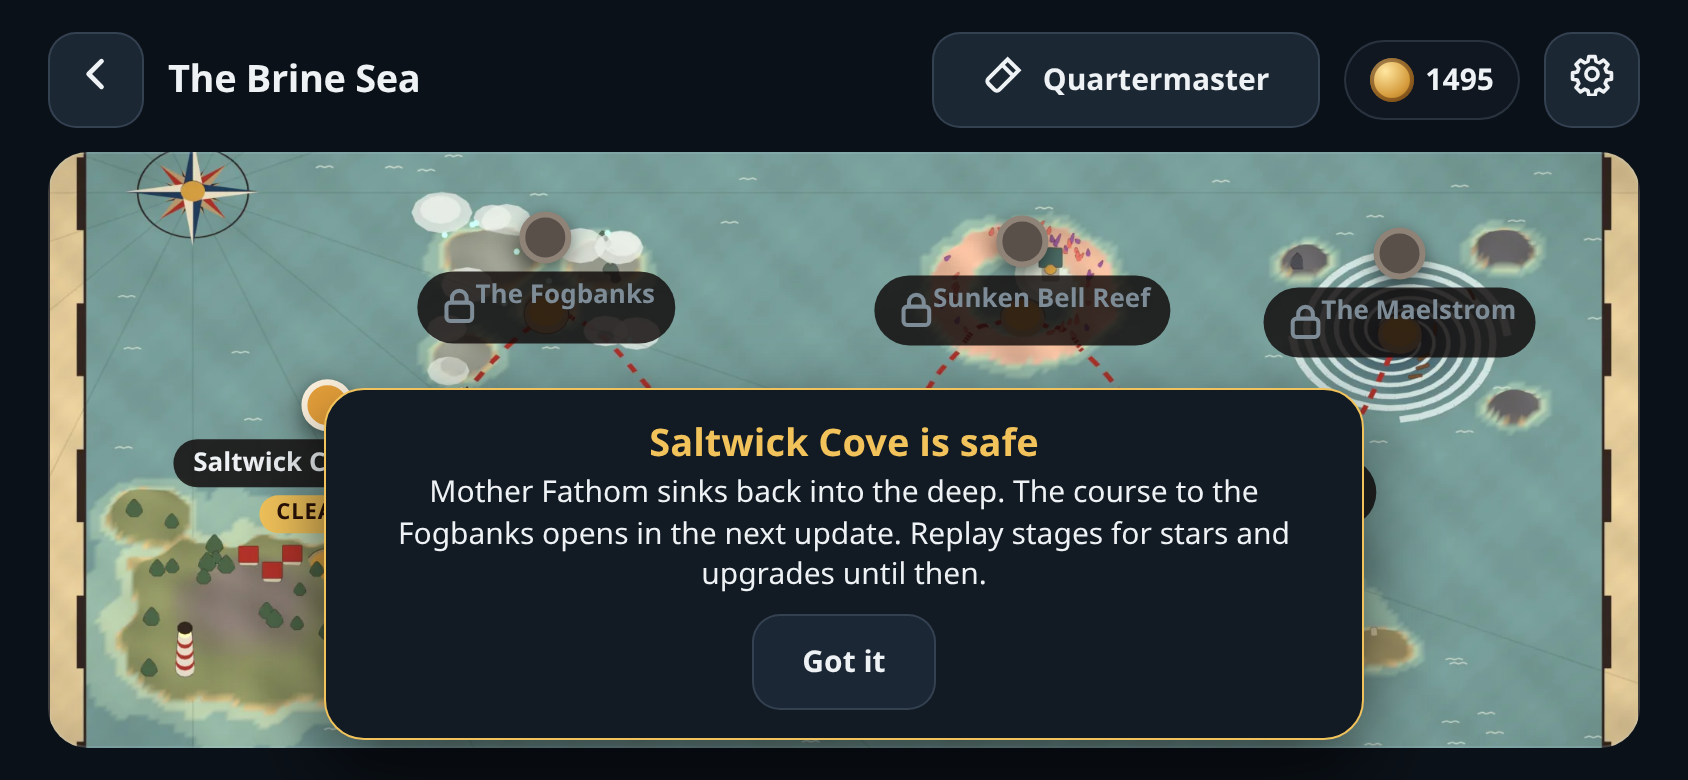 The Brine Sea
Quartermaster
1495
The Fogbanks
Sunken Bell Reef
The Maelstrom
Saltwick C
CLEA
Saltwick Cove is safe
Mother Fathom sinks back into the deep. The course to the
Fogbanks opens in the next update. Replay stages for stars and
upgrades until then.
Got it